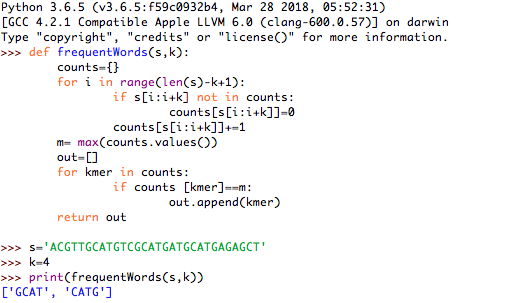 Python 3.6.5 (v3.6.5:f59c0932b4, Mar 28 2018, 05:52:31)
[GCC 4.2.1 Compatible Apple LLVM 6.0 (clang-600.0.57)] on darwin
Type "copyright", "credits" or "license()" for more information.
>>> def frequentWords(s,k):
        counts={}
        for i in range(len(s)-k+1):
                if s[i:i+k] not in counts:
                        counts[s[i:i+k]]=0
                counts[s[i:i+k]]+=1
        m= max(counts.values())
        out=[]
        for kmer in counts:
                if counts [kmer]==m:
                        out.append(kmer)
        return out
>>> s='ACGTTGCATGTCGCATGATGCATGAGAGCT'
>>> k=4
>>> print(frequentWords(s,k))
['GCAT', 'CATG']